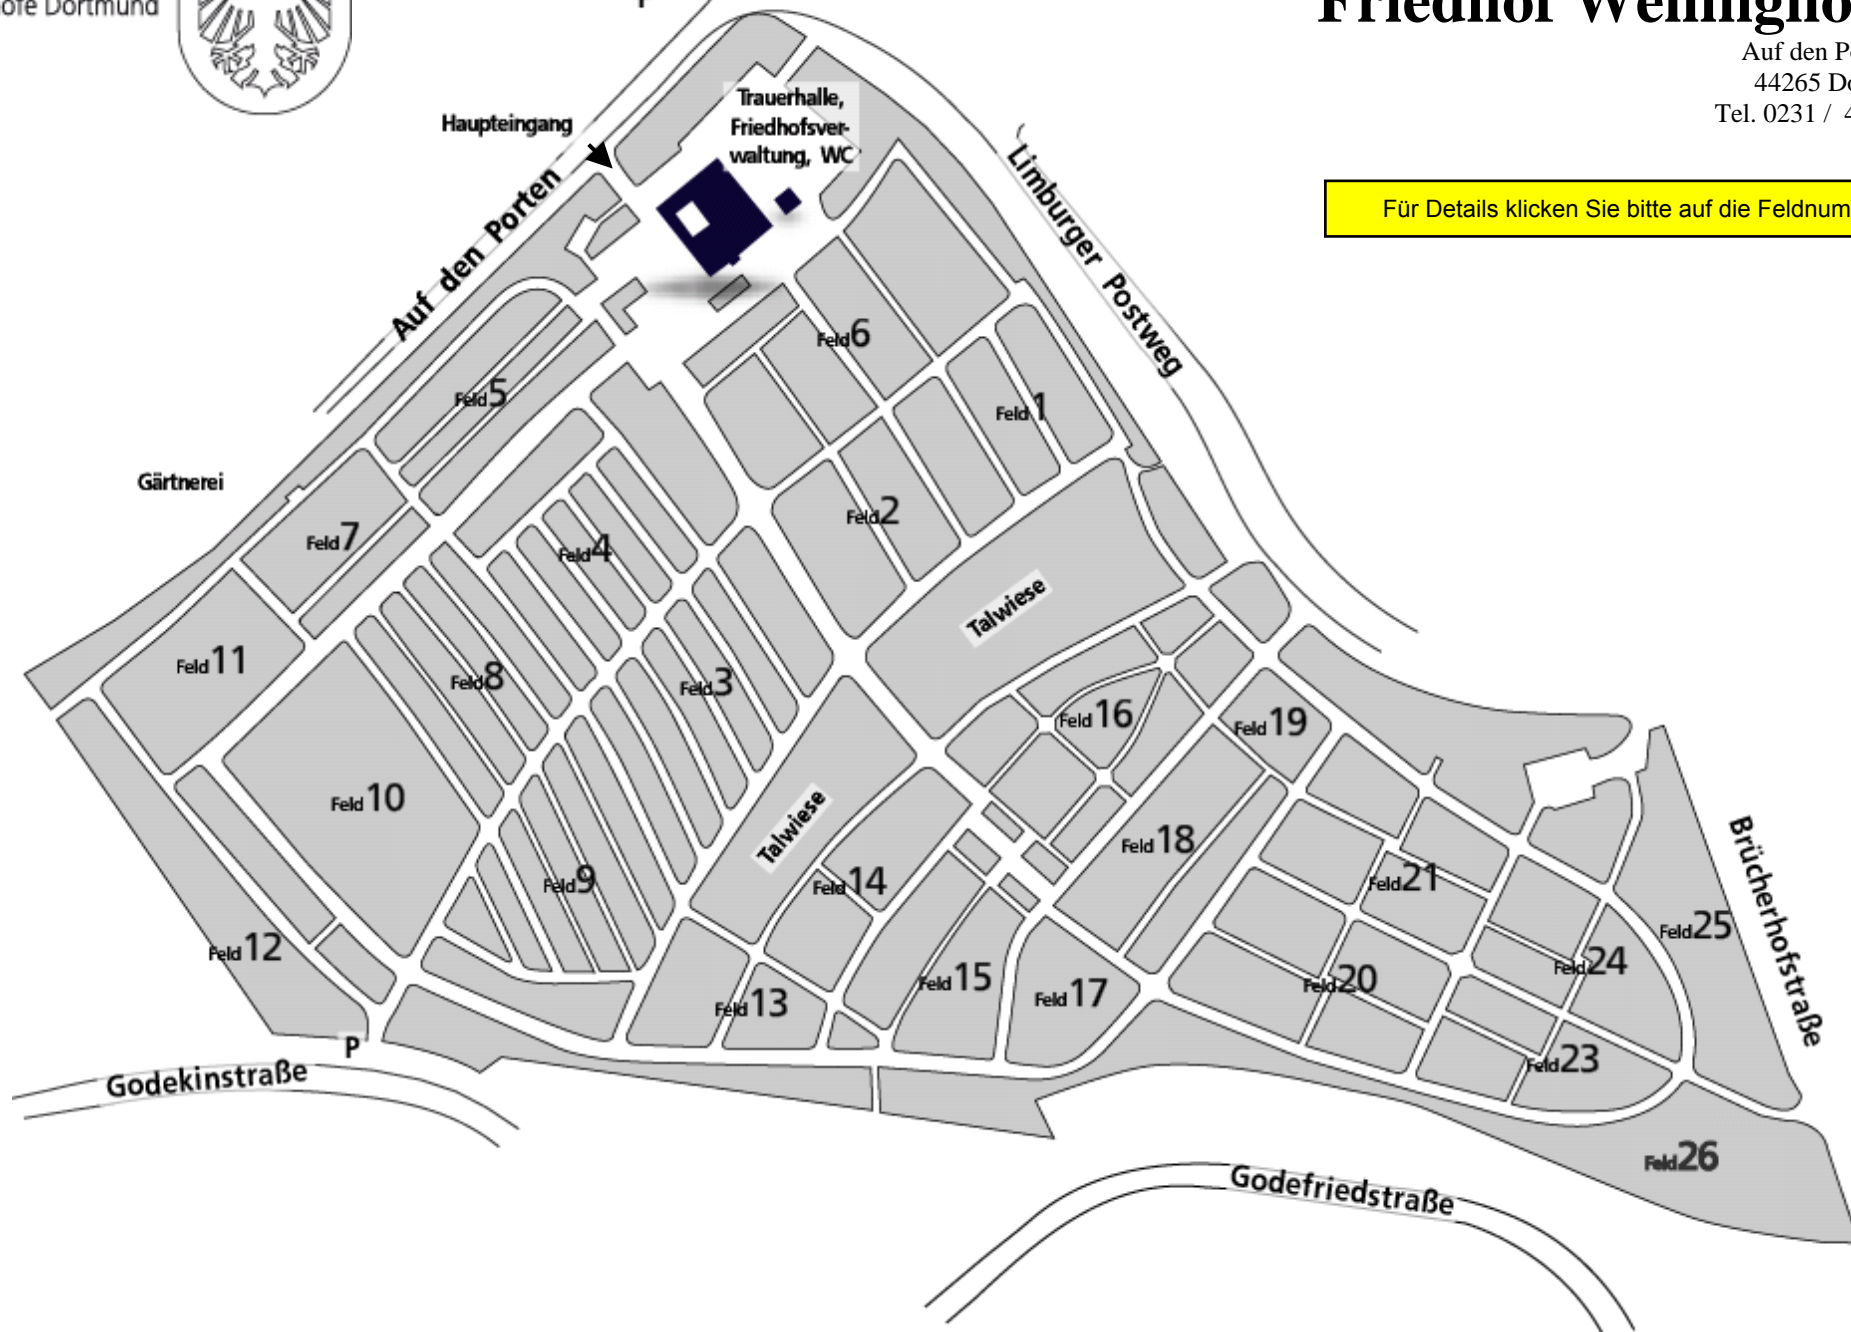 Dortmund
Friedhof
Auf den
44265
Tel. 0231 /
Für Details klicken Sie bitte auf die
Haupteingang
Trauerhalle,
Friedhofsver-
waltung, WC
Auf den Porten
Limburger Postweg
Gärtnerei
Feld 6
Feld 5
Feld 1
Feld 2
Feld 7
Feld 4
Talwiese
Feld 11
Feld 8
Feld 3
Feld 16
Feld 19
Feld 10
Talwiese
Feld 18
Feld 9
Feld 14
Feld 21
Brücherhofstraße
Feld 12
Feld 25
Feld 24
Feld 15
Feld 20
Feld 13
Feld 17
P
Feld 23
Godekinstraße
Feld 26
Godefriedstraße